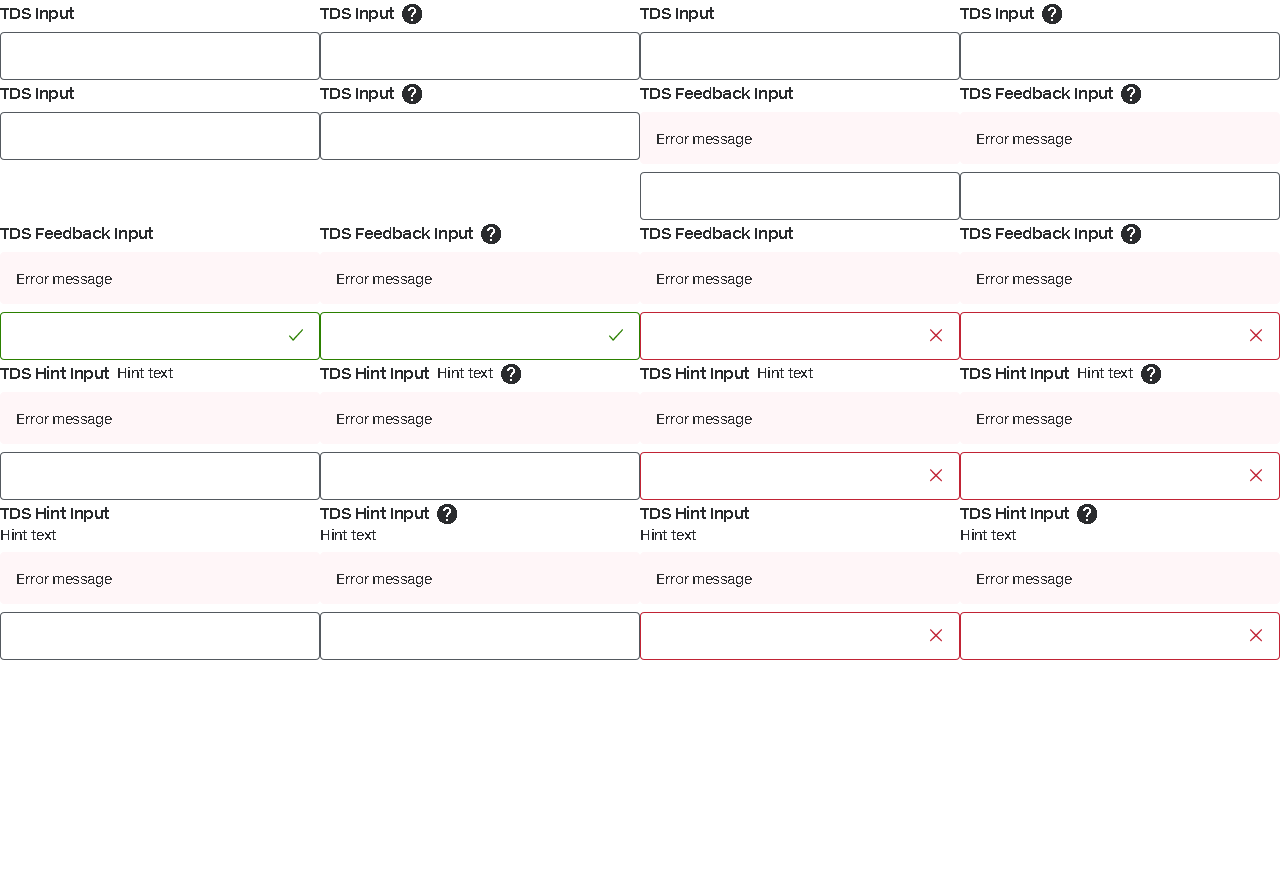 TDS Input TDS Input ? TDS Input TDS Input ?
TDS Input TDS Input ? TDS Feedback Input TDS Feedback Input ?
Error message Error message
TDS Feedback Input TDS Feedback Input ? TDS Feedback Input TDS Feedback Input ?
Error message Error message Error message Error message
TDS Hint Input Hint text TDS Hint Input Hint text ? TDS Hint Input Hint text TDS Hint Input Hint text ?
Error message Error message Error message Error message
TDS Hint Input TDS Hint Input ? TDS Hint Input TDS Hint Input ?
Hint text Hint text Hint text Hint text
Error message Error message Error message Error message